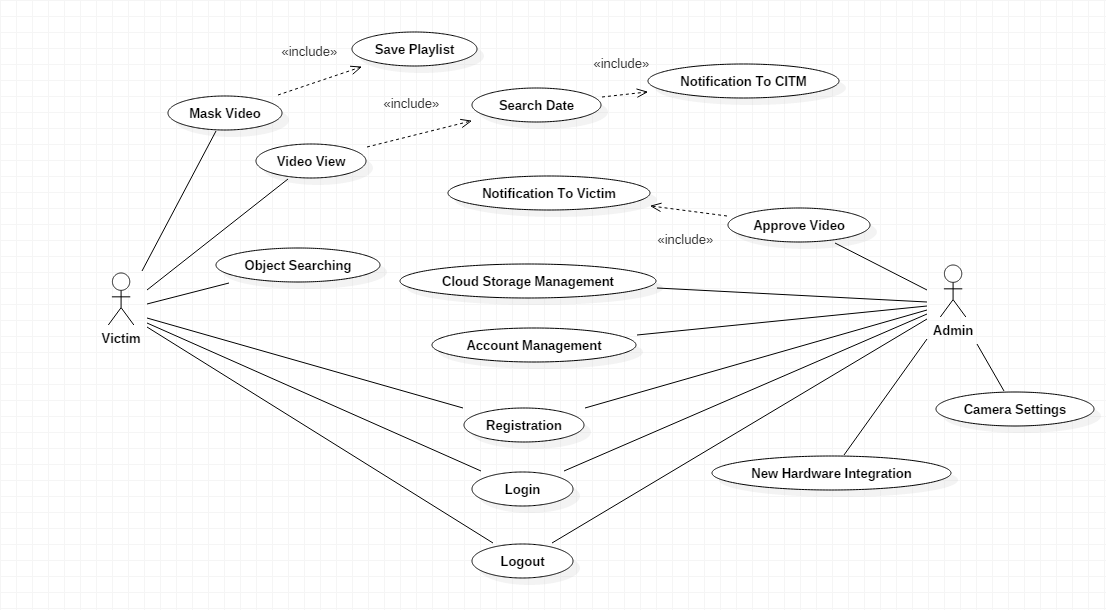 «include»
Save Playlist
«include»
Notification To CITM
Mask Video
«include»
Search Date
Video View
Notification To Victim
Approve Video
«include»
Object Searching
Cloud Storage Management
Victim
Admin
Account Management
Camera Settings
Registration
New Hardware Integration
Login
Logout